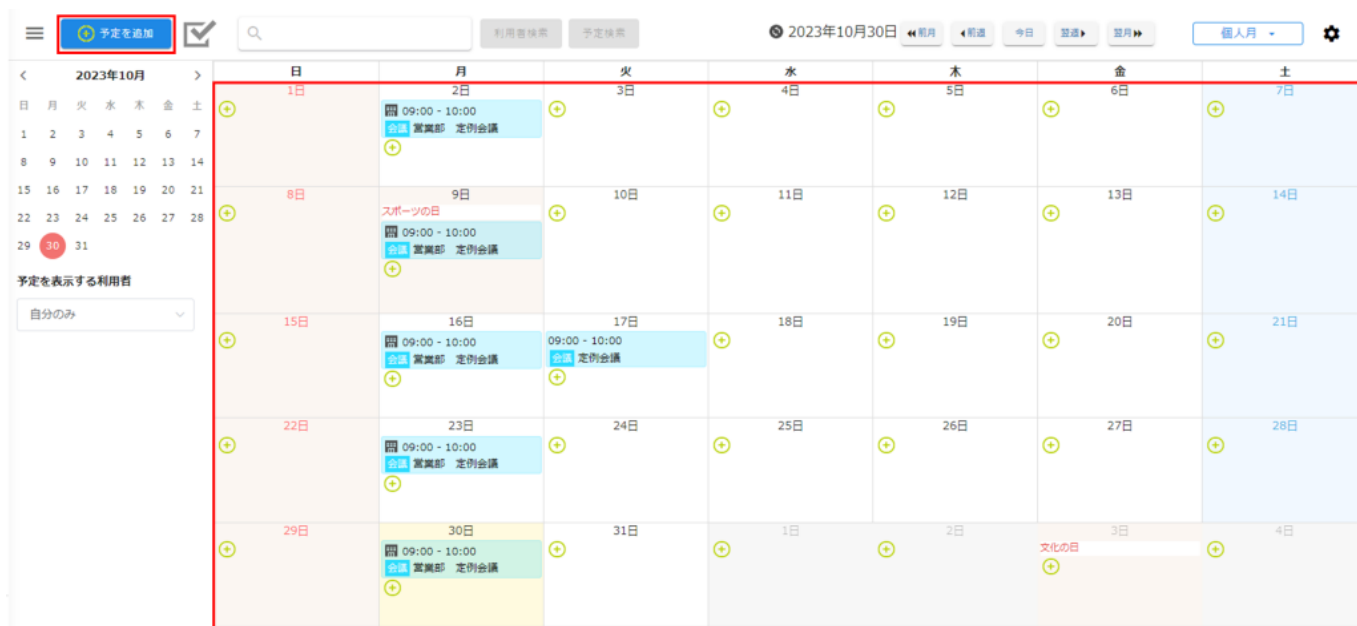 予定を追加 利用者検索 予定検索 2023年10月30日 前月 前週 今日 翌週 翌月 個人月
2023年10月
日 月 火 水 木 金 土
1 2 3 4 5 6 7
8 9 10 11 12 13 14
15 16 17 18 19 20 21
22 23 24 25 26 27 28
29 30 31
予定を表示する利用者
自分のみ
日 月 火 水 木 金 土
1日 2日 3日 4日 5日 6日 7日
09:00 - 10:00
会議 営業部 定例会議
8日 9日 10日 11日 12日 13日 14日
スポーツの日
09:00 - 10:00
会議 営業部 定例会議
15日 16日 17日 18日 19日 20日 21日
09:00 - 10:00 09:00 - 10:00
会議 営業部 定例会議 会議 定例会議
22日 23日 24日 25日 26日 27日 28日
09:00 - 10:00
会議 営業部 定例会議
29日 30日 31日 1日 2日 3日 4日
文化の日
09:00 - 10:00
会議 営業部 定例会議